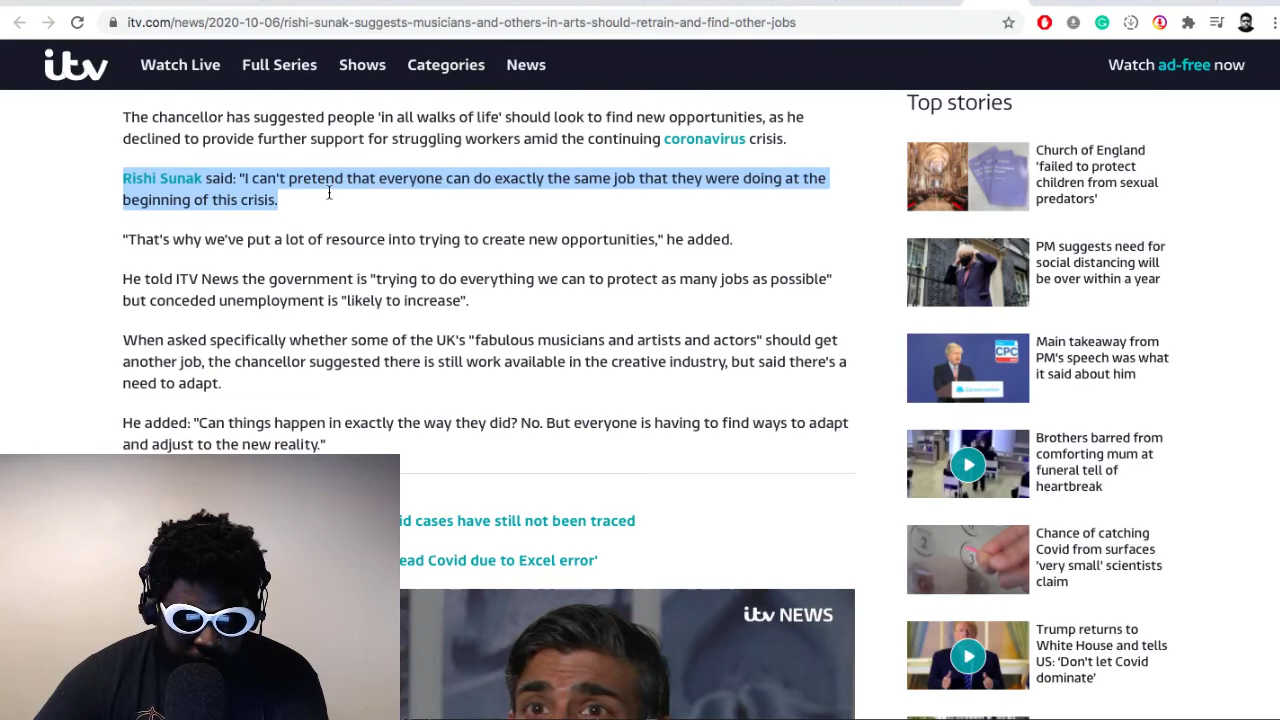 itv.com/news/2020-10-06/rishi-sunak-suggests-musicians-and-others-in-arts-should-retrain-and-find-other-jobs
itv
Watch Live
Full Series
Shows
Categories
News
Watch ad-free now
The chancellor has suggested people 'in all walks of life' should look to find new opportunities, as he
declined to provide further support for struggling workers amid the continuing coronavirus crisis.
Rishi Sunak said: "I can't pretend that everyone can do exactly the same job that they were doing at the
beginning of this crisis.
"That's why we've put a lot of resource into trying to create new opportunities," he added.
He told ITV News the government is "trying to do everything we can to protect as many jobs as possible"
but conceded unemployment is "likely to increase".
When asked specifically whether some of the UK's "fabulous musicians and artists and actors" should get
another job, the chancellor suggested there is still work available in the creative industry, but said there's a
need to adapt.
He added: "Can things happen in exactly the way they did? No. But everyone is having to find ways to adapt
and adjust to the new reality."
id cases have still not been traced
ead Covid due to Excel error'
itv NEWS
Top stories
Church of England
'failed to protect
children from sexual
predators'
PM suggests need for
social distancing will
be over within a year
CPC
Main takeaway from
PM's speech was what
it said about him
Brothers barred from
comforting mum at
funeral tell of
heartbreak
Chance of catching
Covid from surfaces
'very small' scientists
claim
Trump returns to
White House and tells
US: 'Don't let Covid
dominate'